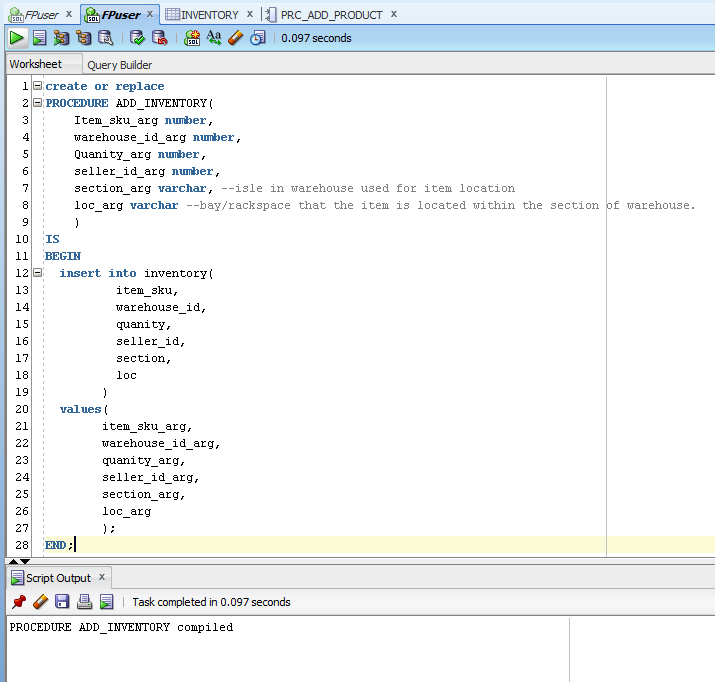 FPuser x FPuser x INVENTORY x PRC_ADD_PRODUCT x
0.097 seconds
Worksheet Query Builder
1 create or replace
2 PROCEDURE ADD_INVENTORY(
3 Item_sku_arg number,
4 warehouse_id_arg number,
5 Quanity_arg number,
6 seller_id_arg number,
7 section_arg varchar, --isle in warehouse used for item location
8 loc_arg varchar --bay/rackspace that the item is located within the section of warehouse.
9 )
10 IS
11 BEGIN
12 insert into inventory(
13 item_sku,
14 warehouse_id,
15 quanity,
16 seller_id,
17 section,
18 loc
19 )
20 values(
21 item_sku_arg,
22 warehouse_id_arg,
23 quanity_arg,
24 seller_id_arg,
25 section_arg,
26 loc_arg
27 );
28 END;
Script Output x
Task completed in 0.097 seconds
PROCEDURE ADD_INVENTORY compiled